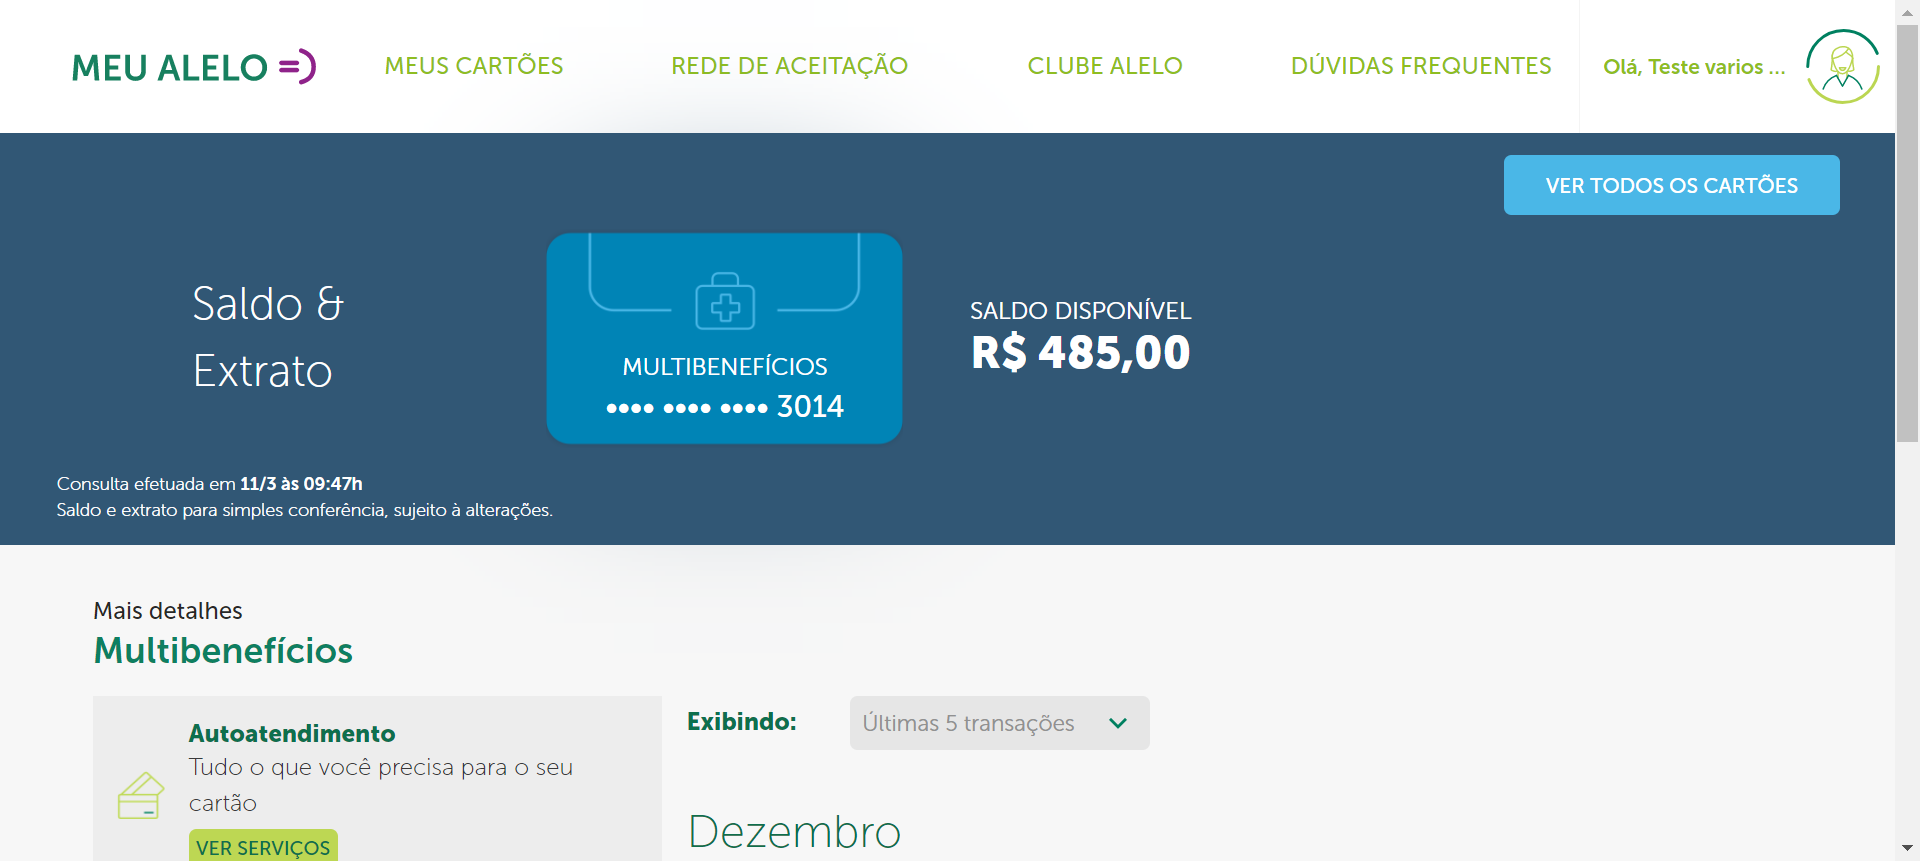 MEU ALELO
MEUS CARTÕES
REDE DE ACEITAÇÃO
CLUBE ALELO
DÚVIDAS FREQUENTES
Olá, Teste varios ...
VER TODOS OS CARTÕES
Saldo &
Extrato
MULTIBENEFÍCIOS
•••• •••• •••• 3014
SALDO DISPONÍVEL
R$ 485,00
Consulta efetuada em 11/3 às 09:47h
Saldo e extrato para simples conferência, sujeito à alterações.
Mais detalhes
Multibenefícios
Autoatendimento
Tudo o que você precisa para o seu
cartão
VER SERVIÇOS
Exibindo:
Últimas 5 transações
Dezembro